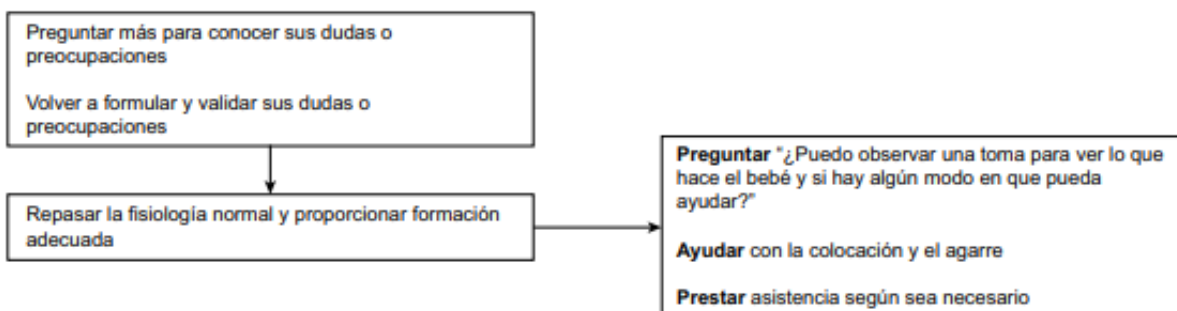 Preguntar más para conocer sus dudas o
preocupaciones
Volver a formular y validar sus dudas o
preocupaciones
Repasar la fisiología normal y proporcionar formación
adecuada
Preguntar “¿Puedo observar una toma para ver lo que
hace el bebé y si hay algún modo en que pueda
ayudar?”
Ayudar con la colocación y el agarre
Prestar asistencia según sea necesario